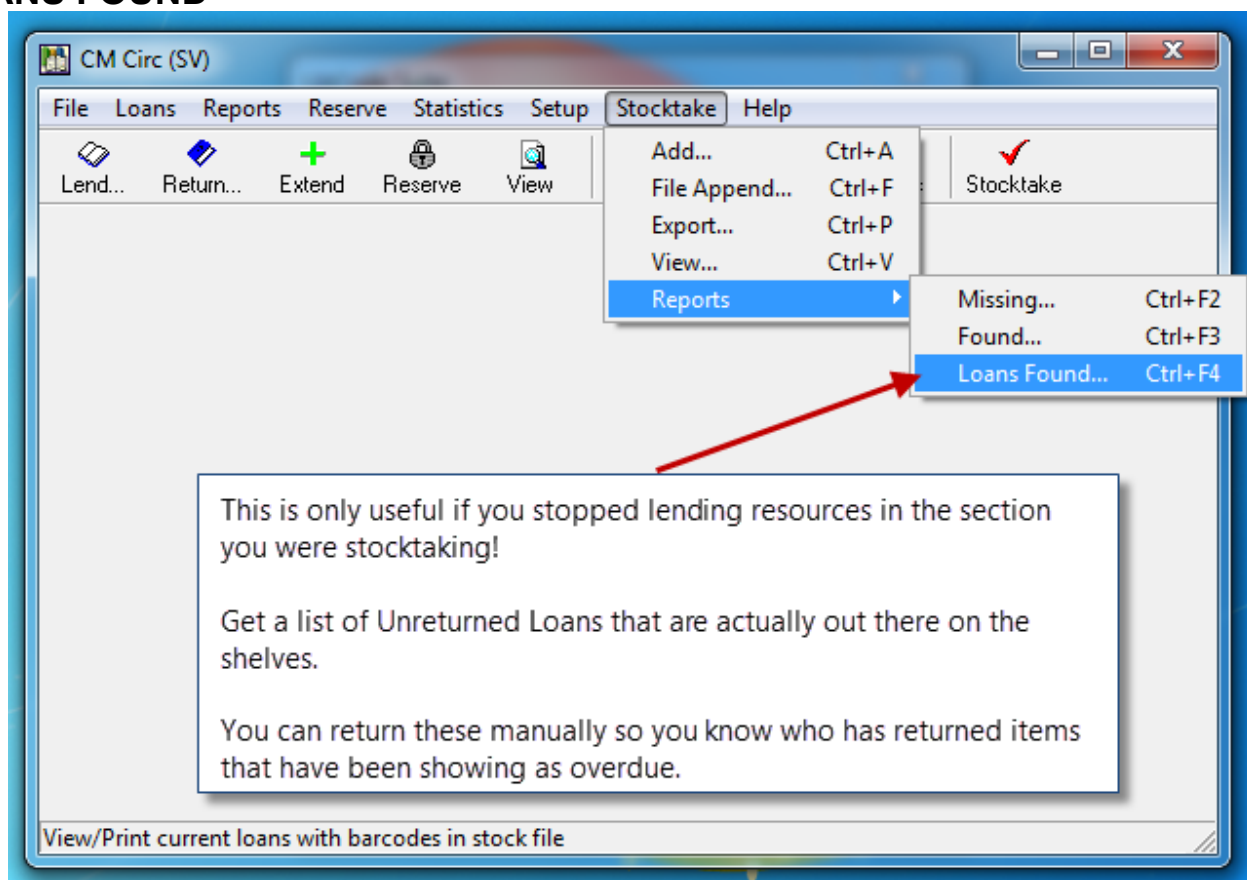 ANS FOUND
CM Circ (SV)
File Loans Reports Reserve Statistics Setup Stocktake Help
Lend... Return... Extend Reserve View Stocktake
Add... Ctrl+A
File Append... Ctrl+F
Export... Ctrl+P
View... Ctrl+V
Reports
Missing... Ctrl+F2
Found... Ctrl+F3
Loans Found... Ctrl+F4
This is only useful if you stopped lending resources in the section
you were stocktaking!
Get a list of Unreturned Loans that are actually out there on the
shelves.
You can return these manually so you know who has returned items
that have been showing as overdue.
View/Print current loans with barcodes in stock file